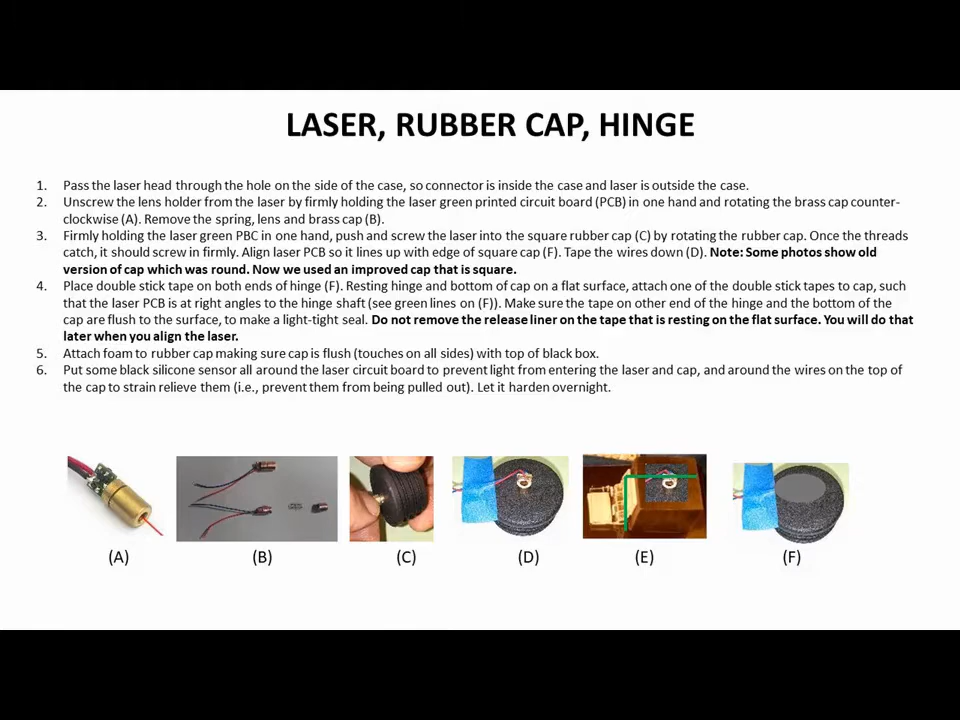 LASER, RUBBER CAP, HINGE
1. Pass the laser head through the hole on the side of the case, so connector is inside the case and laser is outside the case.
2. Unscrew the lens holder from the laser by firmly holding the laser green printed circuit board (PCB) in one hand and rotating the brass cap counter-
clockwise (A). Remove the spring, lens and brass cap (B).
3. Firmly holding the laser green PBC in one hand, push and screw the laser into the square rubber cap (C) by rotating the rubber cap. Once the threads
catch, it should screw in firmly. Align laser PCB so it lines up with edge of square cap (F). Tape the wires down (D). Note: Some photos show old
version of cap which was round. Now we used an improved cap that is square.
4. Place double stick tape on both ends of hinge (F). Resting hinge and bottom of cap on a flat surface, attach one of the double stick tapes to cap, such
that the laser PCB is at right angles to the hinge shaft (see green lines on (F)). Make sure the tape on other end of the hinge and the bottom of the
cap are flush to the surface, to make a light-tight seal. Do not remove the release liner on the tape that is resting on the flat surface. You will do that
later when you align the laser.
5. Attach foam to rubber cap making sure cap is flush (touches on all sides) with top of black box.
6. Put some black silicone sensor all around the laser circuit board to prevent light from entering the laser and cap, and around the wires on the top of
the cap to strain relieve them (i.e., prevent them from being pulled out). Let it harden overnight.
(A) (B) (C) (D) (E) (F)